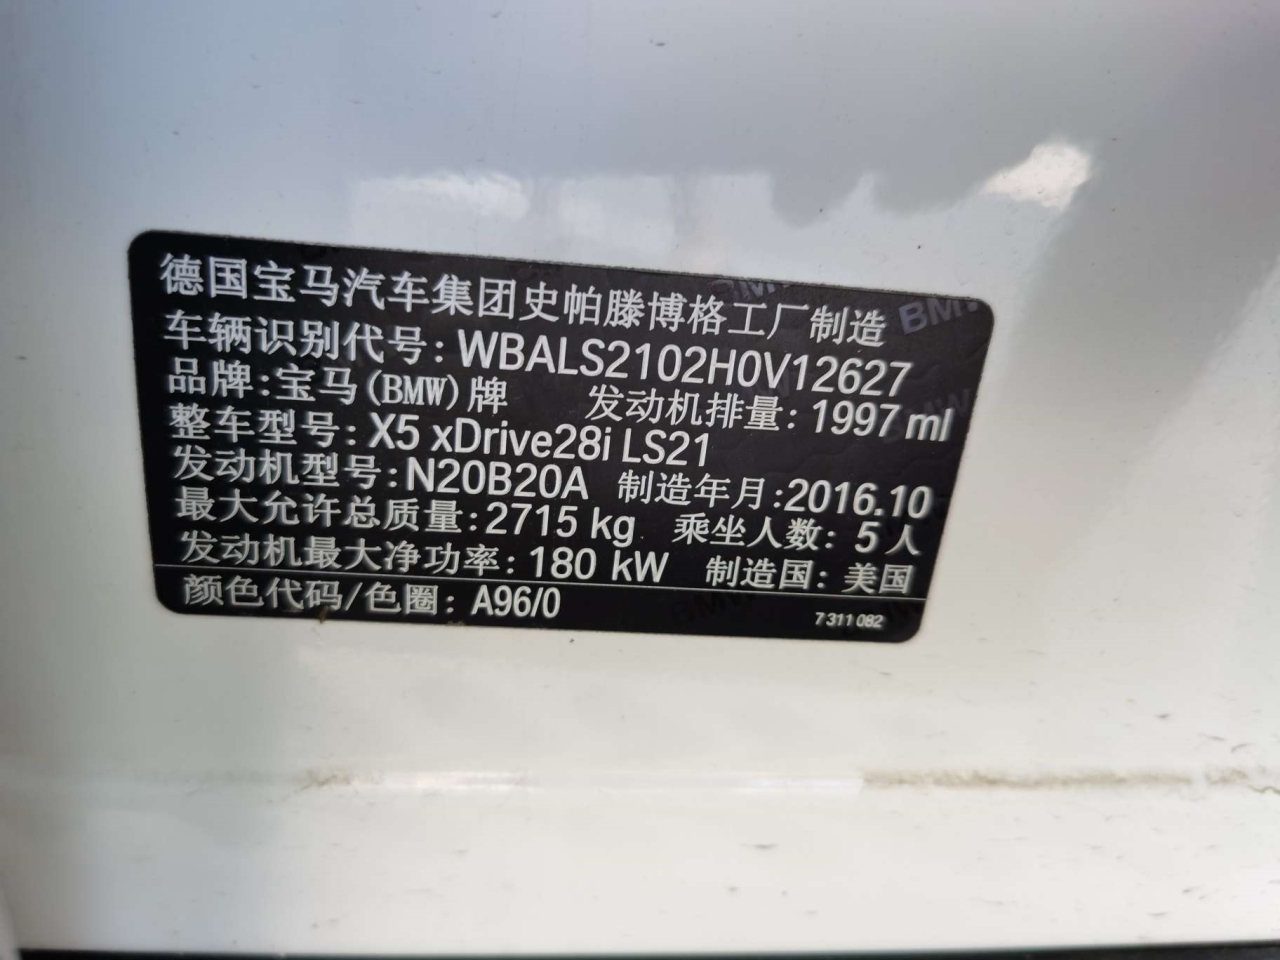 德国宝马汽车集团史帕滕博格工厂制造
车辆识别代号: WBALS2102H0V12627
品牌: 宝马(BMW)牌 发动机排量: 1997 ml
整车型号: X5 xDrive28i LS21
发动机型号: N20B20A 制造年月: 2016.10
最大允许总质量: 2715 kg 乘坐人数: 5 人
发动机最大净功率: 180 kW 制造国: 美国
颜色代码/色圈: A96/0
7 311 082